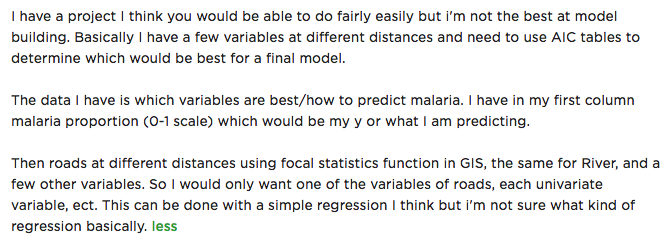 I have a project I think you would be able to do fairly easily but i'm not the best at model
building. Basically I have a few variables at different distances and need to use AIC tables to
determine which would be best for a final model.
The data I have is which variables are best/how to predict malaria. I have in my first column
malaria proportion (0-1 scale) which would be my y or what I am predicting.
Then roads at different distances using focal statistics function in GIS, the same for River, and a
few other variables. So I would only want one of the variables of roads, each univariate
variable, ect. This can be done with a simple regression I think but i'm not sure what kind of
regression basically. less